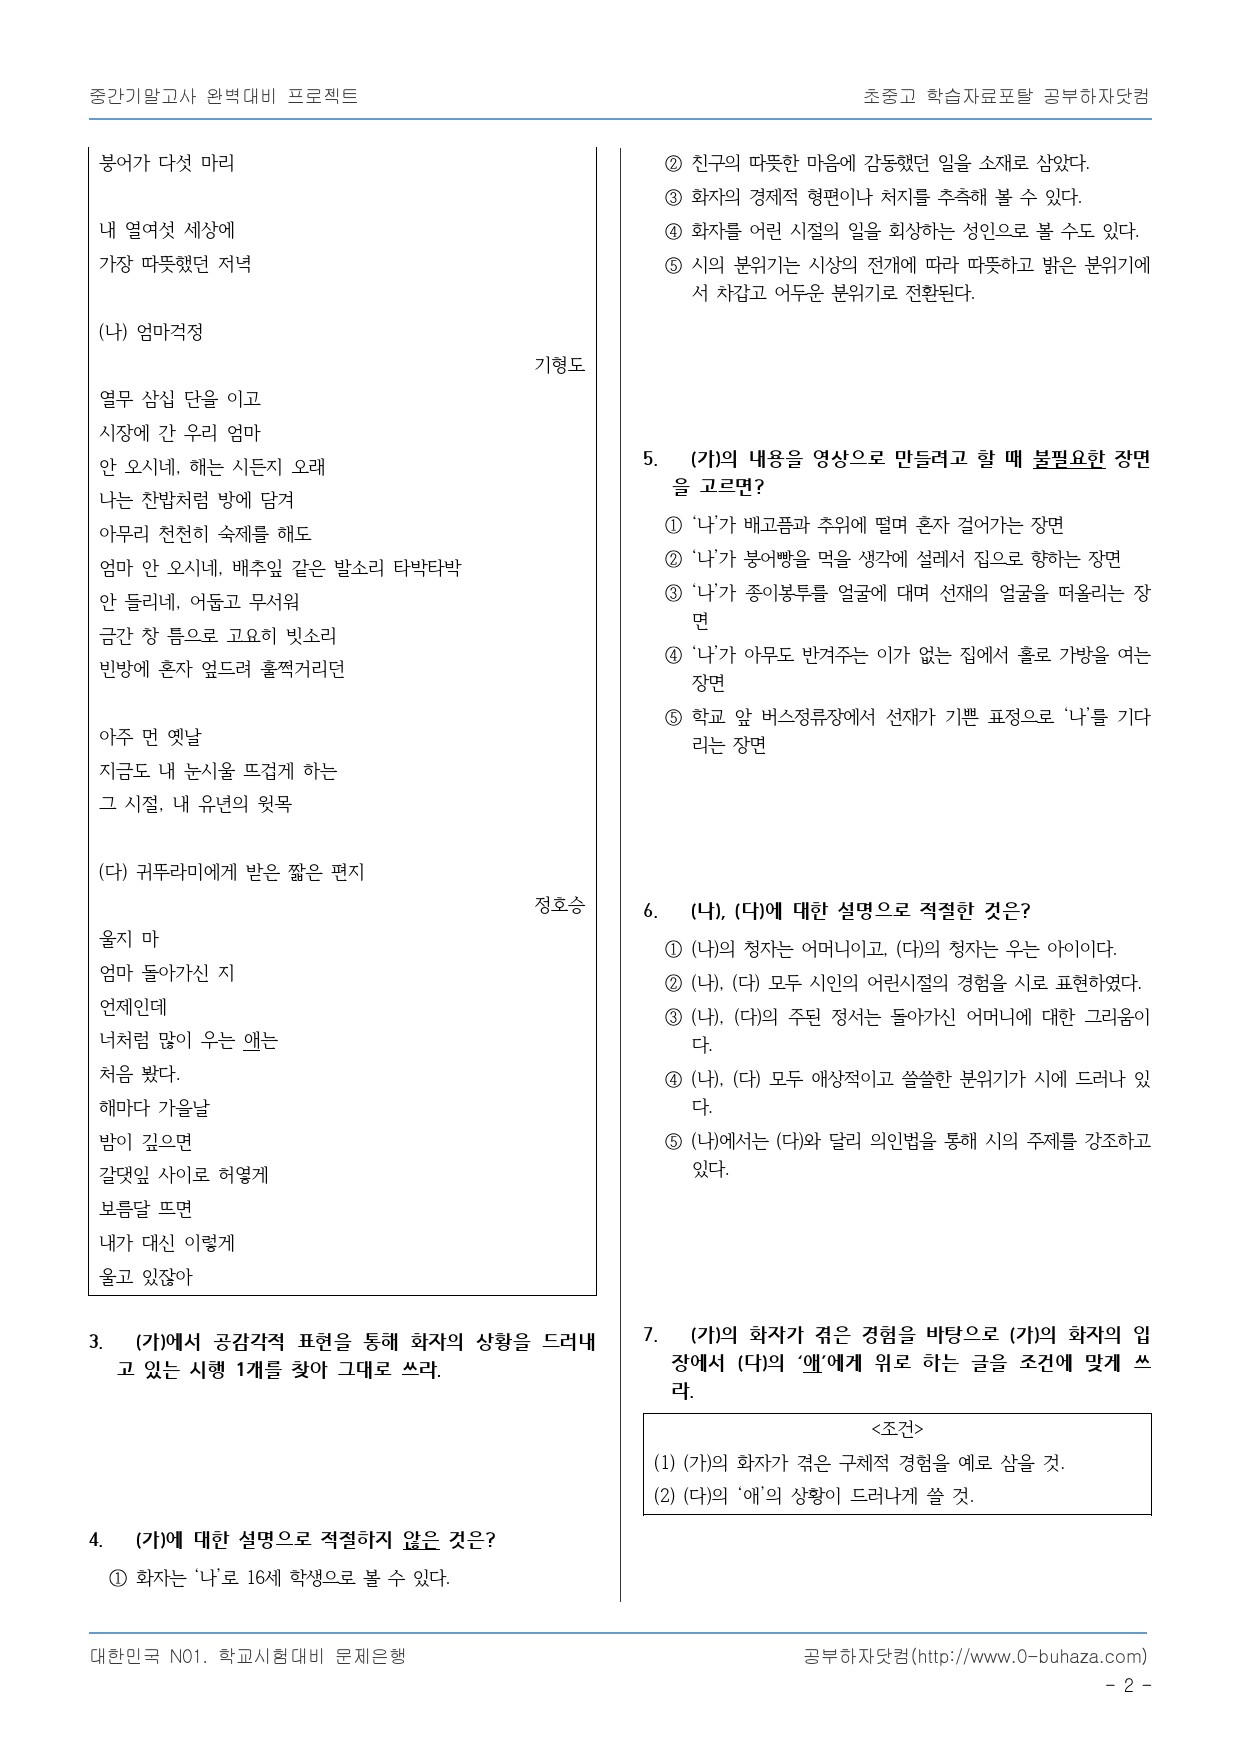 중간기말고사 완벽대비 프로젝트
초중고 학습자료포탈 공부하자닷컴
붕어가 다섯 마리
내 열여섯 세상에
가장 따뜻했던 저녁
(나) 엄마걱정
기형도
열무 삼십 단을 이고
시장에 간 우리 엄마
안 오시네, 해는 시든지 오래
나는 찬밥처럼 방에 담겨
아무리 천천히 숙제를 해도
엄마 안 오시네, 배추잎 같은 발소리 타박타박
안 들리네, 어둡고 무서워
금간 창 틈으로 고요히 빗소리
빈방에 혼자 엎드려 훌쩍거리던
아주 먼 옛날
지금도 내 눈시울 뜨겁게 하는
그 시절, 내 유년의 윗목
(다) 귀뚜라미에게 받은 짧은 편지
정호승
울지 마
엄마 돌아가신 지
언제인데
너처럼 많이 우는 애는
처음 봤다.
해마다 가을날
밤이 깊으면
갈댓잎 사이로 허옇게
보름달 뜨면
내가 대신 이렇게
울고 있잖아
3. (가)에서 공감각적 표현을 통해 화자의 상황을 드러내
고 있는 시행 1개를 찾아 그대로 쓰라.
4. (가)에 대한 설명으로 적절하지 않은 것은?
① 화자는 ‘나’로 16세 학생으로 볼 수 있다.
② 친구의 따뜻한 마음에 감동했던 일을 소재로 삼았다.
③ 화자의 경제적 형편이나 처지를 추측해 볼 수 있다.
④ 화자를 어린 시절의 일을 회상하는 성인으로 볼 수도 있다.
⑤ 시의 분위기는 시상의 전개에 따라 따뜻하고 밝은 분위기에
서 차갑고 어두운 분위기로 전환된다.
5. (가)의 내용을 영상으로 만들려고 할 때 불필요한 장면
을 고르면?
① ‘나’가 배고픔과 추위에 떨며 혼자 걸어가는 장면
② ‘나’가 붕어빵을 먹을 생각에 설레서 집으로 향하는 장면
③ ‘나’가 종이봉투를 얼굴에 대며 선재의 얼굴을 떠올리는 장
면
④ ‘나’가 아무도 반겨주는 이가 없는 집에서 홀로 가방을 여는
장면
⑤ 학교 앞 버스정류장에서 선재가 기쁜 표정으로 ‘나’를 기다
리는 장면
6. (나), (다)에 대한 설명으로 적절한 것은?
① (나)의 청자는 어머니이고, (다)의 청자는 우는 아이이다.
② (나), (다) 모두 시인의 어린시절의 경험을 시로 표현하였다.
③ (나), (다)의 주된 정서는 돌아가신 어머니에 대한 그리움이
다.
④ (나), (다) 모두 애상적이고 쓸쓸한 분위기가 시에 드러나 있
다.
⑤ (나)에서는 (다)와 달리 의인법을 통해 시의 주제를 강조하고
있다.
7. (가)의 화자가 겪은 경험을 바탕으로 (가)의 화자의 입
장에서 (다)의 ‘애’에게 위로 하는 글을 조건에 맞게 쓰
라.
<조건>
(1) (가)의 화자가 겪은 구체적 경험을 예로 삼을 것.
(2) (다)의 ‘애’의 상황이 드러나게 쓸 것.
대한민국 N01. 학교시험대비 문제은행
공부하자닷컴(http://www.0-buhaza.com)
- 2 -